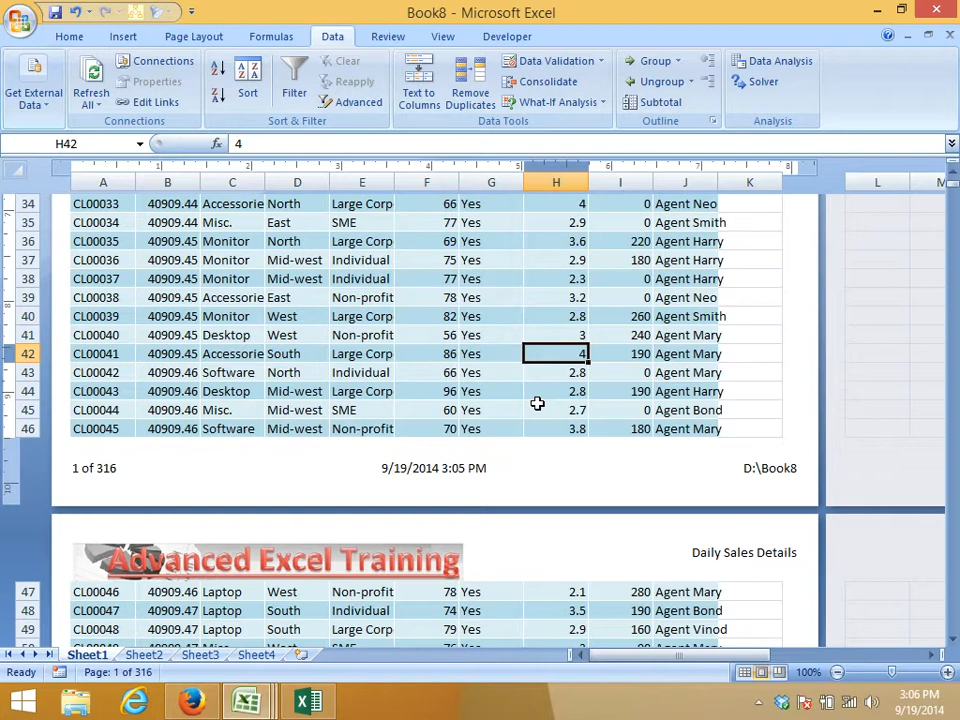 Book8 - Microsoft Excel
Home Insert Page Layout Formulas Data Review View Developer
Get External Data
Refresh All
Connections
Properties
Edit Links
Connections
Sort
Filter
Clear
Reapply
Advanced
Sort & Filter
Text to Columns
Remove Duplicates
Data Validation
Consolidate
What-If Analysis
Data Tools
Group
Ungroup
Subtotal
Outline
Data Analysis
Solver
Analysis
H42 fx 4
1 2 3 4 5 6 7 8
A B C D E F G H I J K L M
34 CL00033 40909.44 Accessorie North Large Corp 66 Yes 4 0 Agent Neo
35 CL00034 40909.44 Misc. East SME 77 Yes 2.9 0 Agent Smith
36 CL00035 40909.45 Monitor North Large Corp 69 Yes 3.6 220 Agent Harry
37 CL00036 40909.45 Monitor Mid-west Individual 75 Yes 2.9 180 Agent Harry
38 CL00037 40909.45 Monitor Mid-west Individual 77 Yes 2.3 0 Agent Harry
39 CL00038 40909.45 Accessorie East Non-profit 78 Yes 3.2 0 Agent Neo
40 CL00039 40909.45 Monitor West Large Corp 82 Yes 2.8 260 Agent Smith
41 CL00040 40909.45 Desktop West Non-profit 56 Yes 3 240 Agent Mary
42 CL00041 40909.45 Accessorie South Large Corp 86 Yes 4 190 Agent Mary
43 CL00042 40909.45 Software North Individual 66 Yes 2.8 0 Agent Mary
44 CL00043 40909.46 Desktop Mid-west Large Corp 96 Yes 2.8 190 Agent Harry
45 CL00044 40909.46 Misc. Mid-west SME 60 Yes 2.7 0 Agent Bond
46 CL00045 40909.46 Software Mid-west Non-profit 70 Yes 3.8 180 Agent Mary
1 of 316 9/19/2014 3:05 PM D:\Book8
Advanced Excel Training Daily Sales Details
47 CL00046 40909.46 Laptop West Non-profit 78 Yes 2.1 280 Agent Mary
48 CL00047 40909.47 Laptop South Individual 74 Yes 3.5 190 Agent Bond
49 CL00048 40909.47 Laptop South Large Corp 79 Yes 2.9 160 Agent Vinod
Sheet1 Sheet2 Sheet3 Sheet4
Ready Page: 1 of 316 100%
3:06 PM
9/19/2014